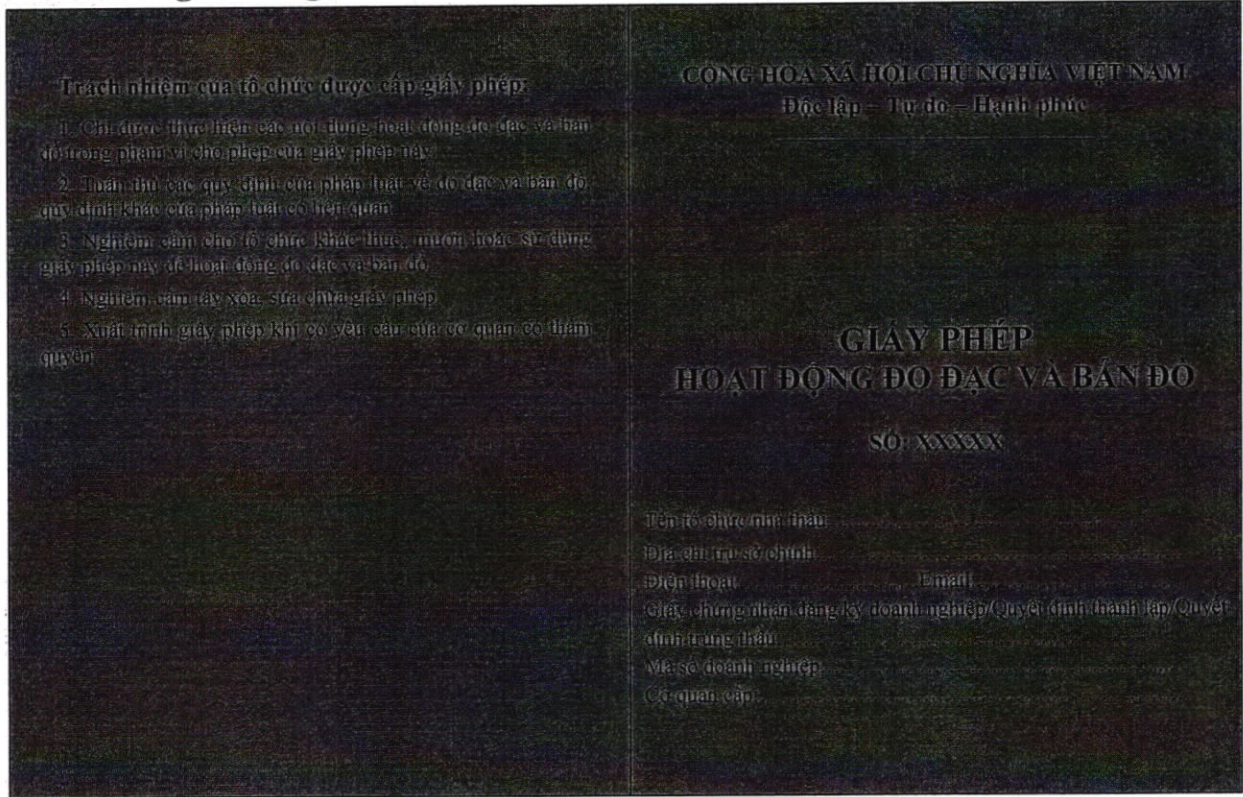 Trách nhiệm của tổ chức được cấp giấy phép:
1. Chỉ được thực hiện các nội dung hoạt động đo đạc và bản
đồ trong phạm vi cho phép của giấy phép này.
2. Tuân thủ các quy định của pháp luật về đo đạc và bản đồ,
quy định khác của pháp luật có liên quan.
3. Nghiêm cấm cho tổ chức khác thuê, mượn hoặc sử dụng
giấy phép này để hoạt động đo đạc và bản đồ.
4. Nghiêm cấm tẩy xóa, sửa chữa giấy phép.
5. Xuất trình giấy phép khi có yêu cầu của cơ quan có thẩm
quyền.
CỘNG HÒA XÃ HỘI CHỦ NGHĨA VIỆT NAM
Độc lập – Tự do – Hạnh phúc
GIẤY PHÉP
HOẠT ĐỘNG ĐO ĐẠC VÀ BẢN ĐỒ
SỐ: XXXXX
Tên tổ chức/nhà thầu:
Địa chỉ trụ sở chính:
Điện thoại: Email:
Giấy chứng nhận đăng ký doanh nghiệp/Quyết định thành lập/Quyết
định trúng thầu:
Mã số doanh nghiệp:
Cơ quan cấp: